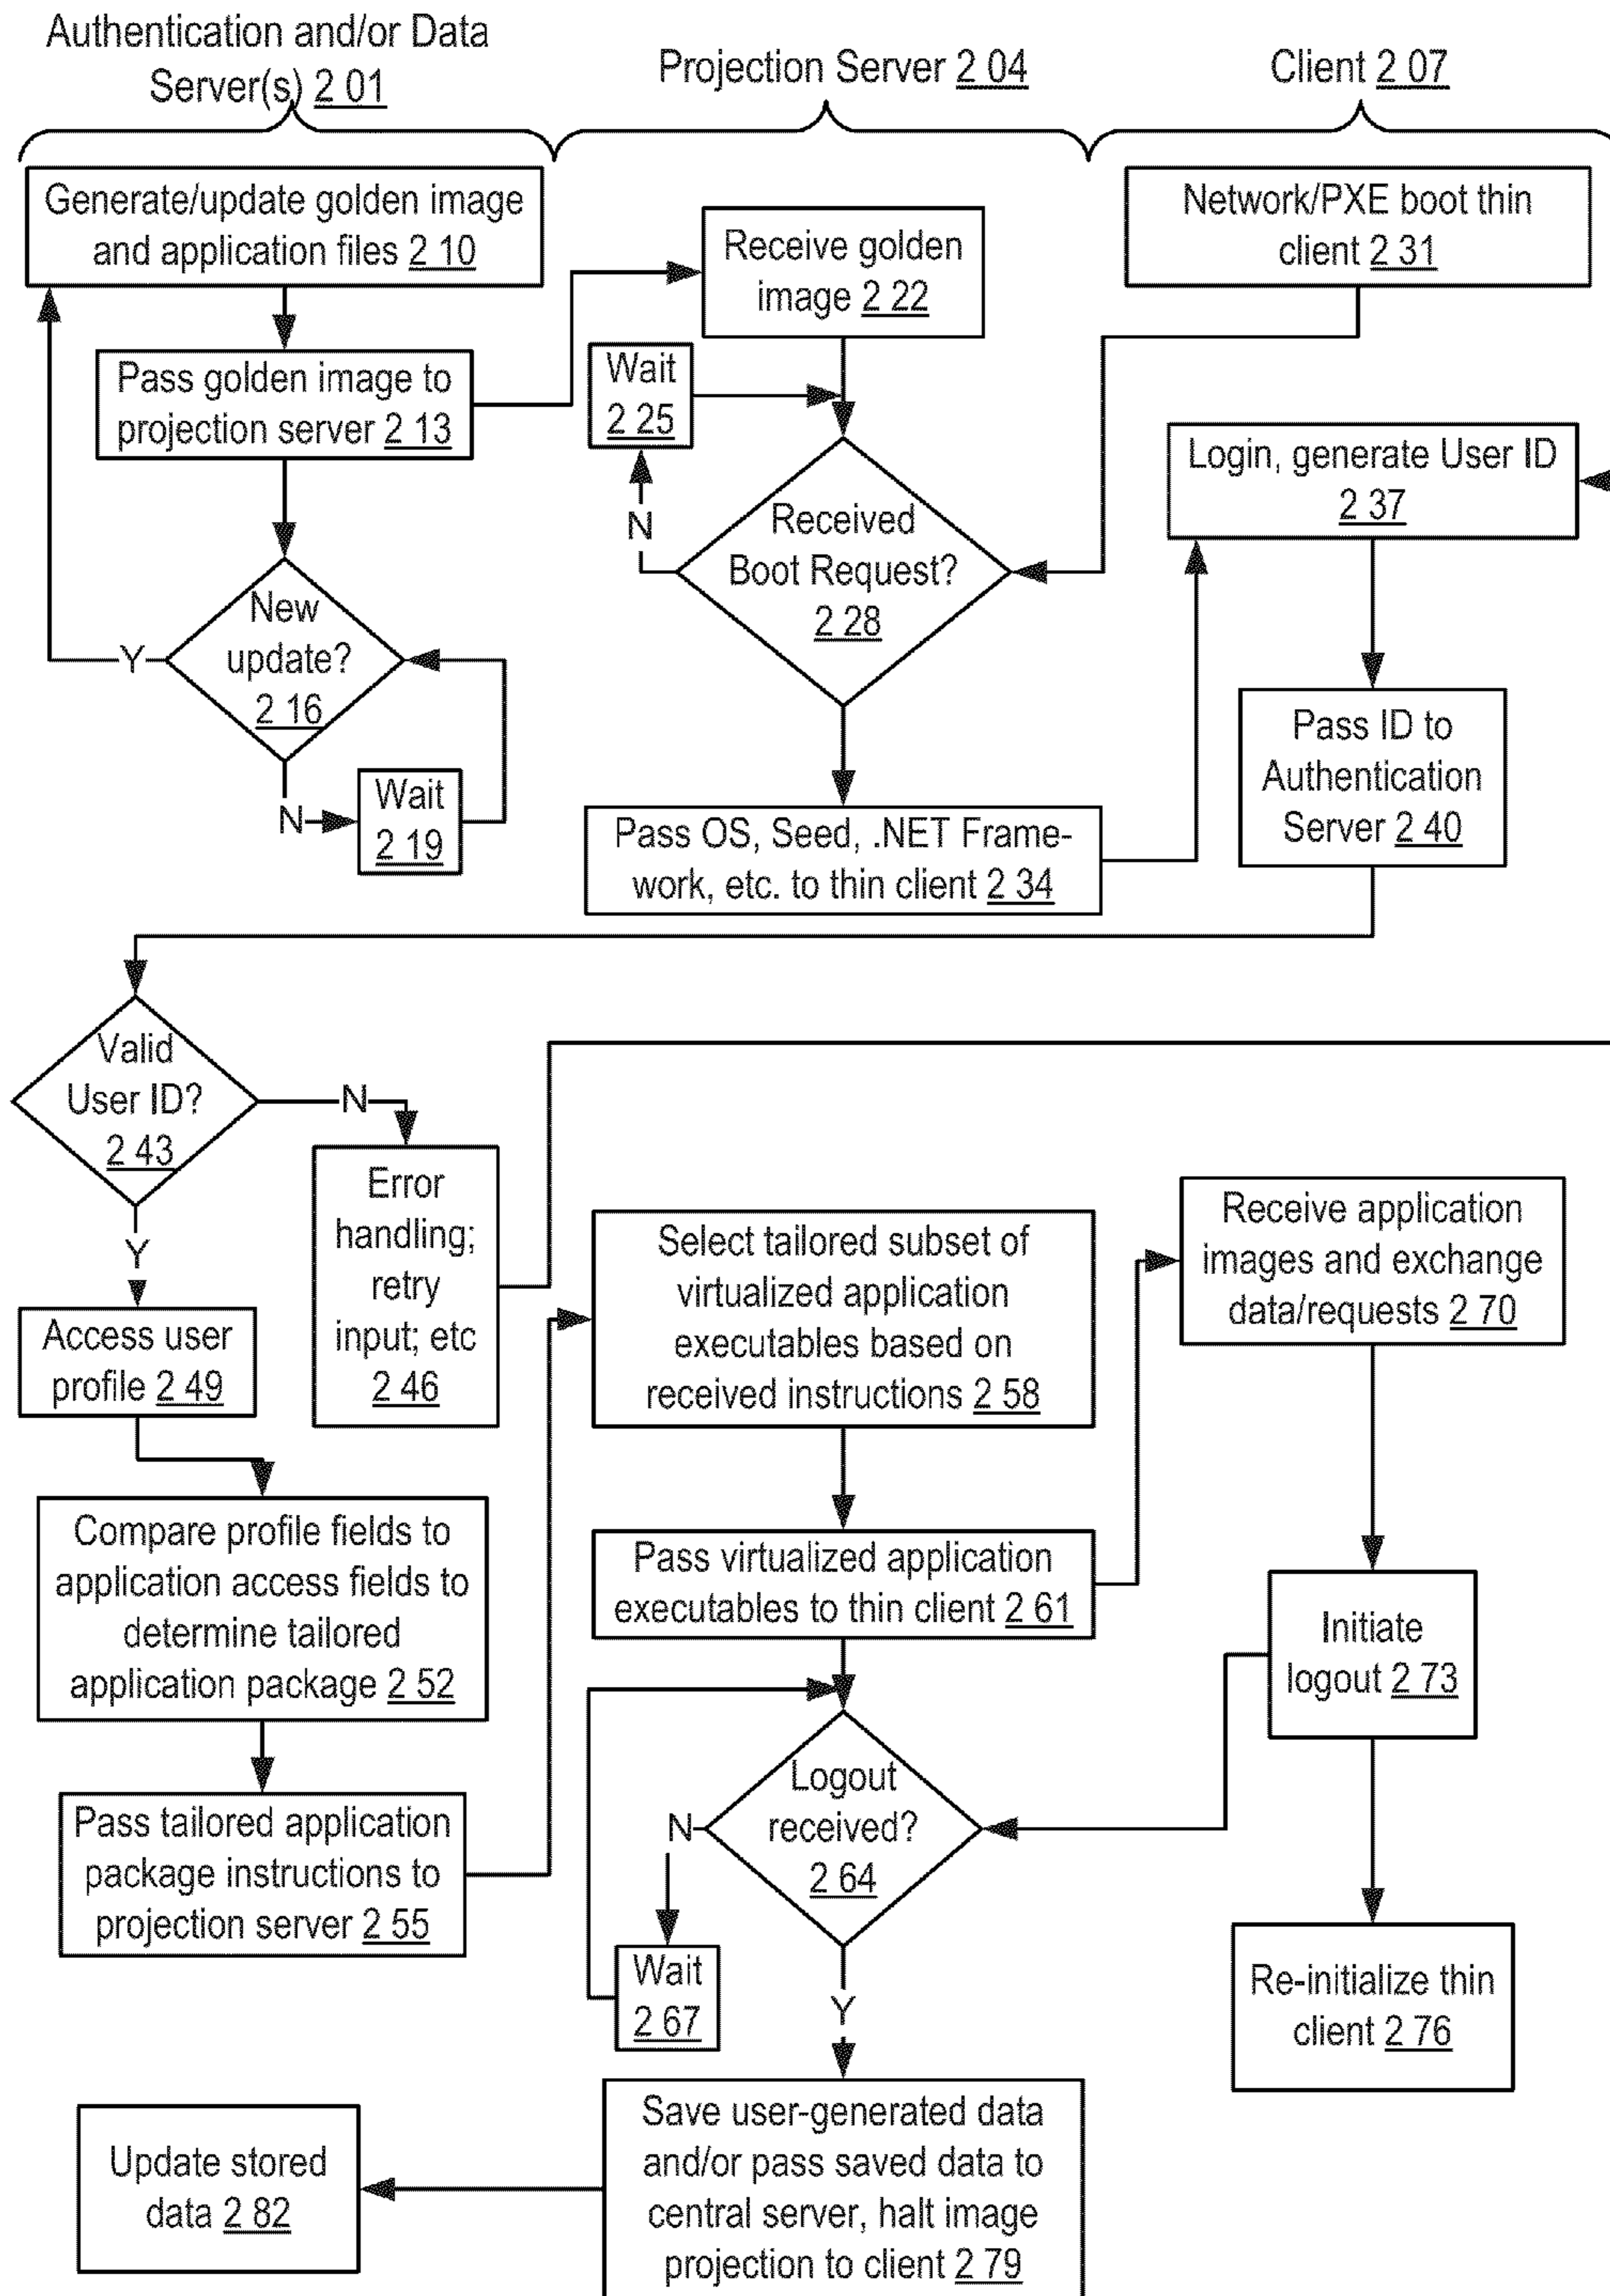 Authentication and/or Data
Server(s) 2 01
Projection Server 2 04
Client 2 07
Generate/update golden image
and application files 2 10
Pass golden image to
projection server 2 13
New
update?
2 16
Y
N
Wait
2 19
Receive golden
image 2 22
Wait
2 25
N
Received
Boot Request?
2 28
Pass OS, Seed, .NET Frame-
work, etc. to thin client 2 34
Network/PXE boot thin
client 2 31
Login, generate User ID
2 37
Pass ID to
Authentication
Server 2 40
Valid
User ID?
2 43
N
Y
Error
handling;
retry
input; etc
2 46
Access user
profile 2 49
Compare profile fields to
application access fields to
determine tailored
application package 2 52
Pass tailored application
package instructions to
projection server 2 55
Select tailored subset of
virtualized application
executables based on
received instructions 2 58
Pass virtualized application
executables to thin client 2 61
Logout
received?
2 64
N
Wait
2 67
Y
Receive application
images and exchange
data/requests 2 70
Initiate
logout 2 73
Re-initialize thin
client 2 76
Save user-generated data
and/or pass saved data to
central server, halt image
projection to client 2 79
Update stored
data 2 82